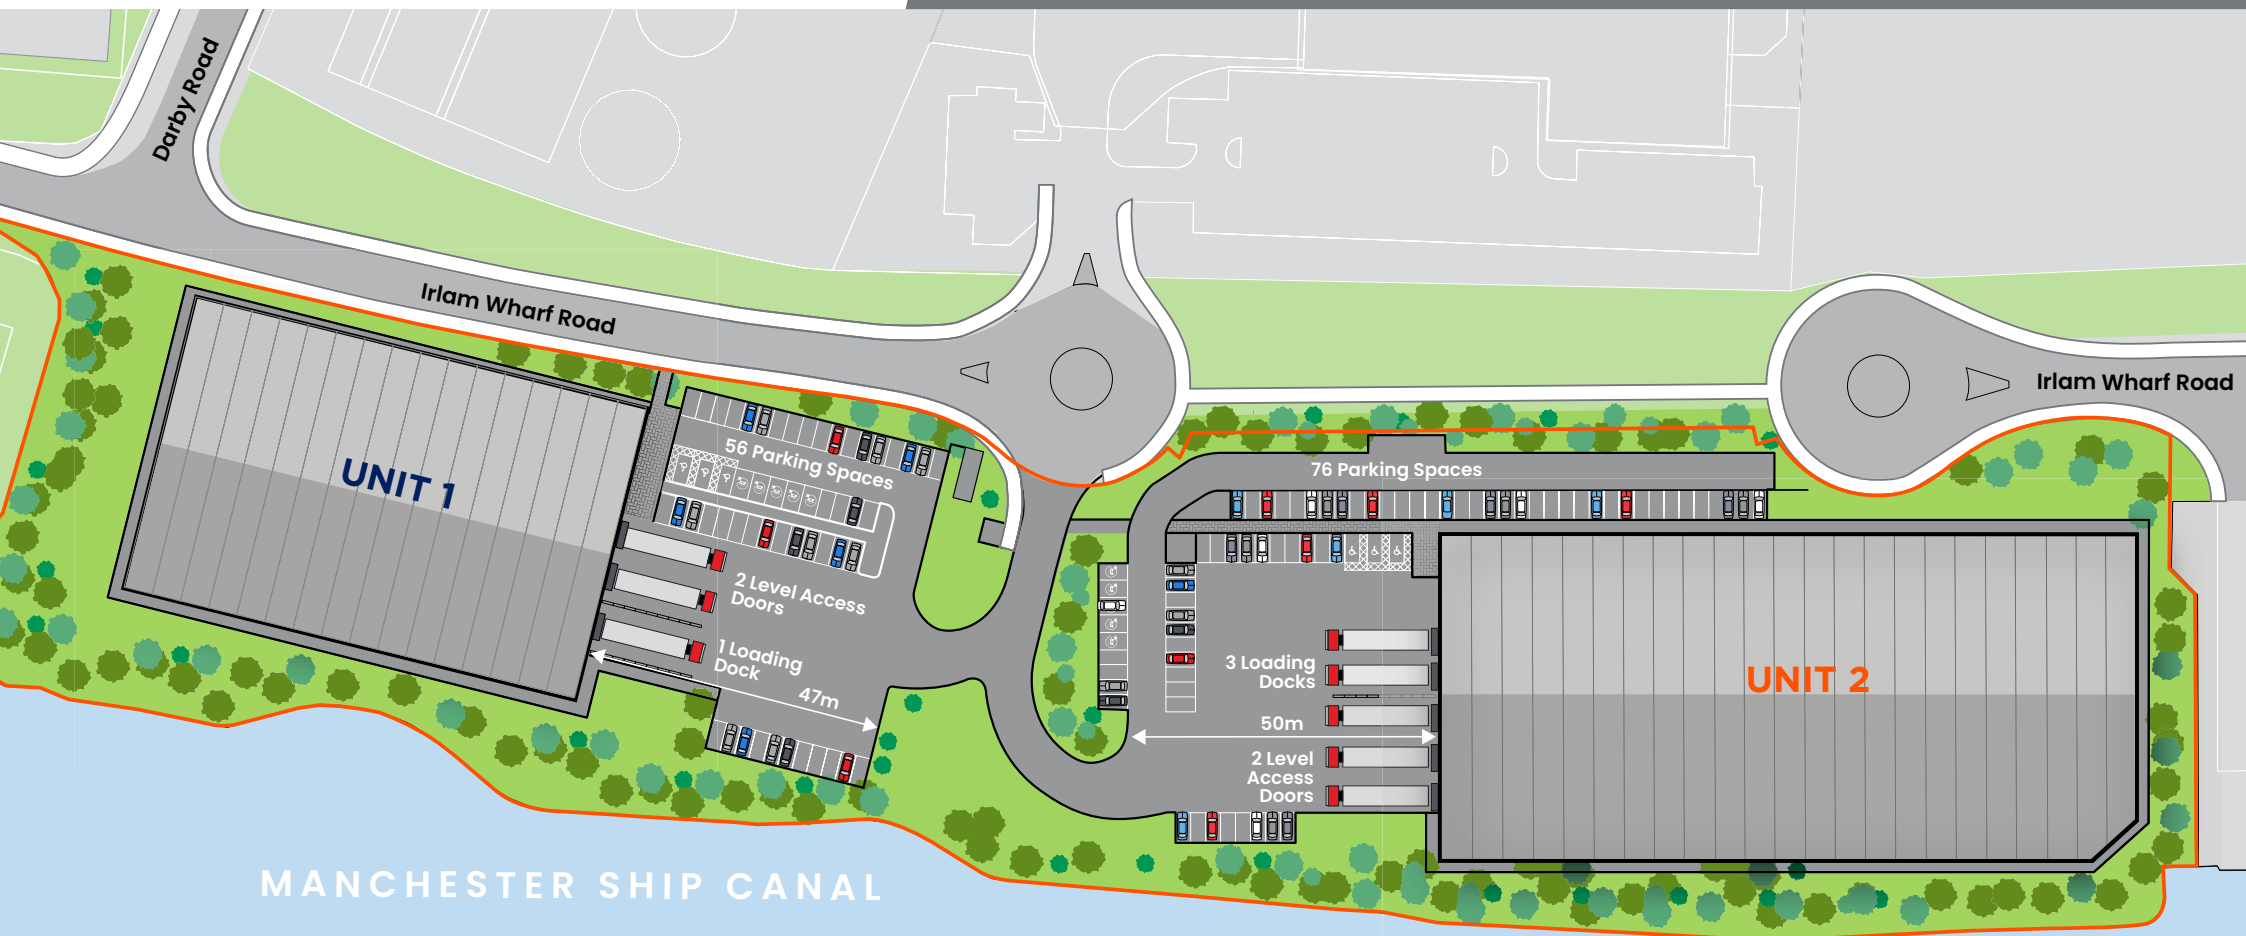 Darby Road
Irlam Wharf Road
Irlam Wharf Road
UNIT 1
56 Parking Spaces
76 Parking Spaces
2 Level Access
Doors
1 Loading
Dock
47m
3 Loading
Docks
50m
2 Level
Access
Doors
UNIT 2
MANCHESTER SHIP CANAL